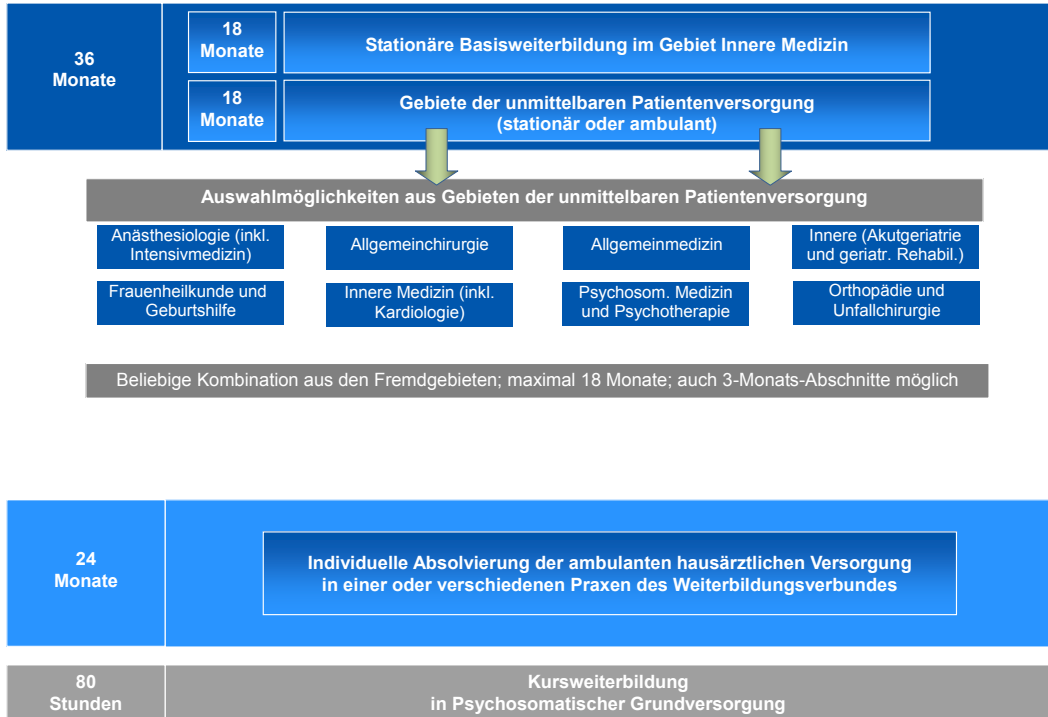 36
Monate
18
Monate
Stationäre Basisweiterbildung im Gebiet Innere Medizin
18
Monate
Gebiete der unmittelbaren Patientenversorgung
(stationär oder ambulant)
Auswahlmöglichkeiten aus Gebieten der unmittelbaren Patientenversorgung
Anästhesiologie (inkl.
Intensivmedizin)
Allgemeinchirurgie
Allgemeinmedizin
Innere (Akutgeriatrie
und geriatr. Rehabil.)
Frauenheilkunde und
Geburtshilfe
Innere Medizin (inkl.
Kardiologie)
Psychosom. Medizin
und Psychotherapie
Orthopädie und
Unfallchirurgie
Beliebige Kombination aus den Fremdgebieten; maximal 18 Monate; auch 3-Monats-Abschnitte möglich
24
Monate
Individuelle Absolvierung der ambulanten hausärztlichen Versorgung
in einer oder verschiedenen Praxen des Weiterbildungsverbundes
80
Stunden
Kursweiterbildung
in Psychosomatischer Grundversorgung